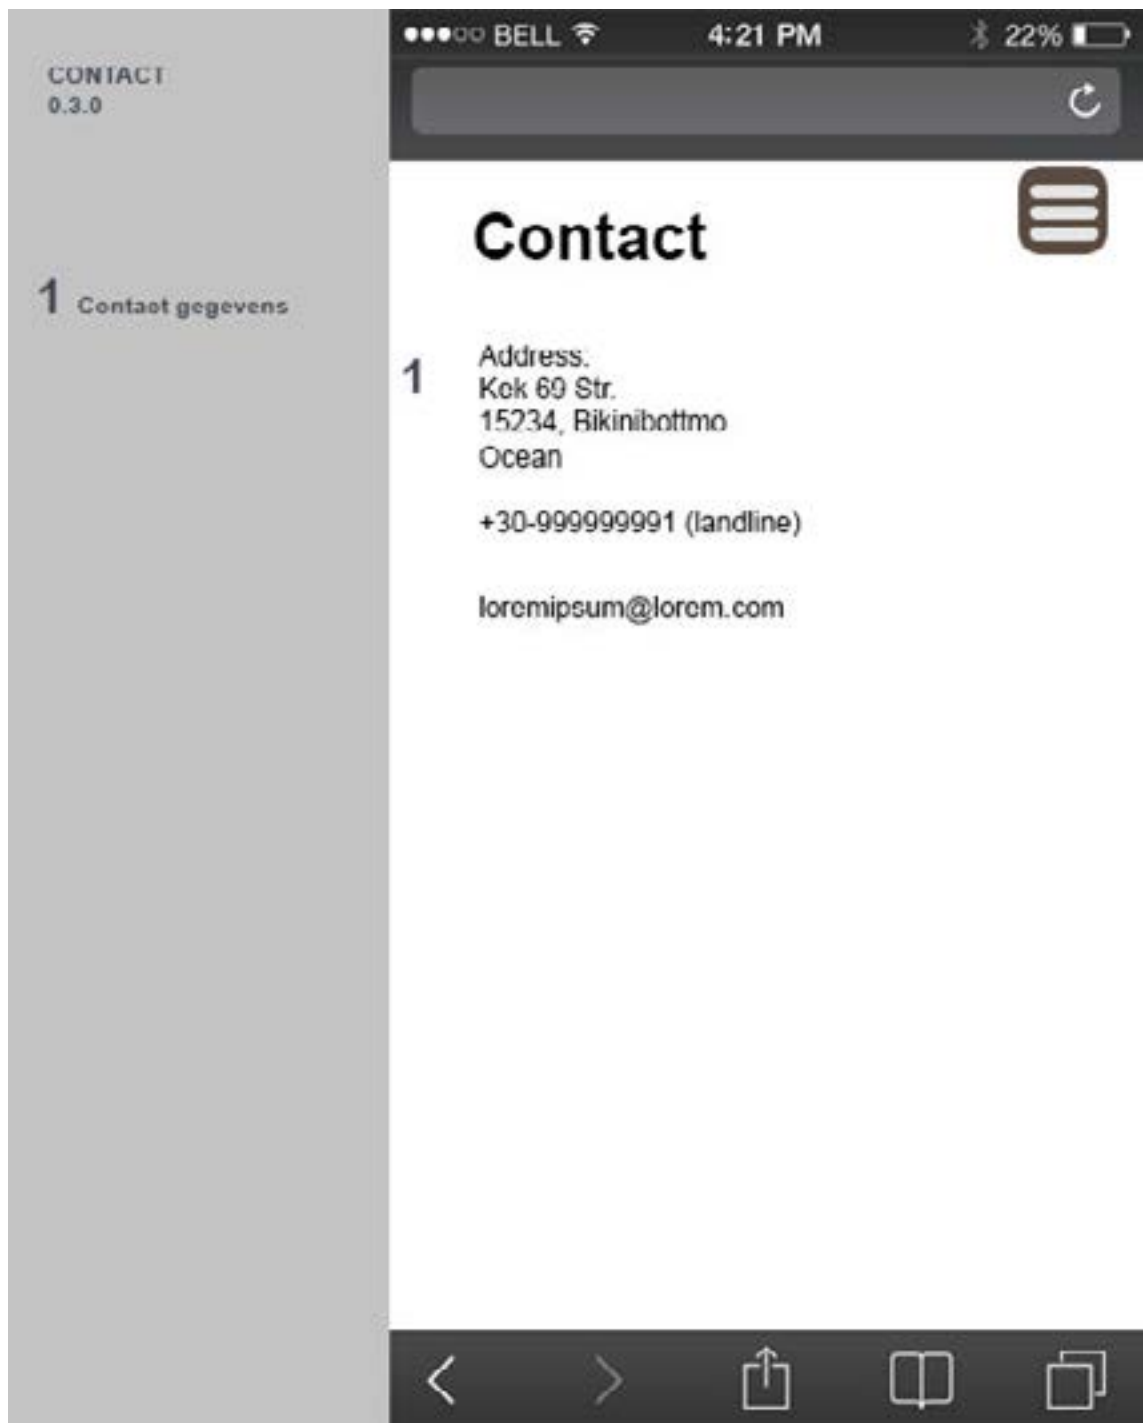 CONTACT
0.3.0
1 Contact gegevens
BELL 4:21 PM 22%
Contact
1
Address:
Kek 69 Str.
15234, Bikinibottmo
Ocean
+30-999999991 (landline)
loremipsum@lorem.com